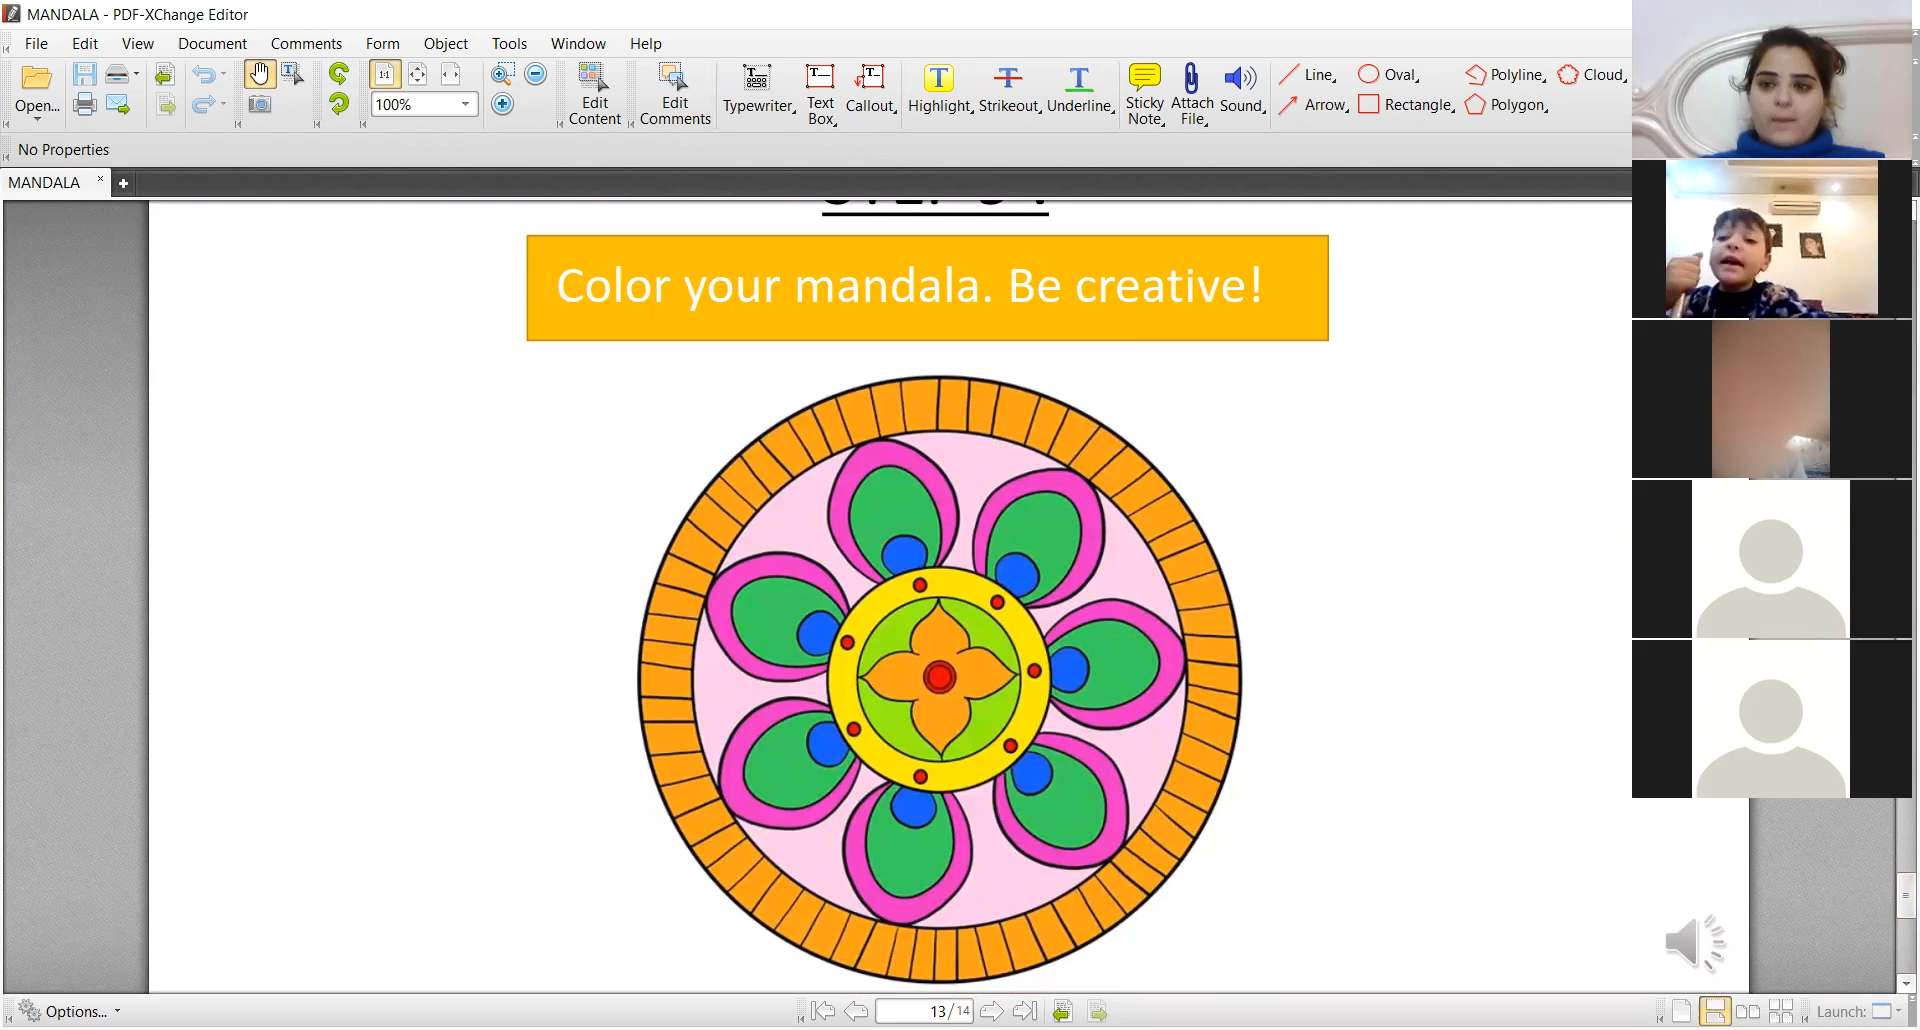 MANDALA - PDF-XChange Editor
File Edit View Document Comments Form Object Tools Window Help
Open...
1:1
100%
Edit Content
Edit Comments
Typewriter
Text Box
Callout
Highlight
Strikeout
Underline
Sticky Note
Attach File
Sound
Line
Arrow
Oval
Rectangle
Polyline
Polygon
Cloud
No Properties
MANDALA
Color your mandala. Be creative!
Options...
13 / 14
Launch: